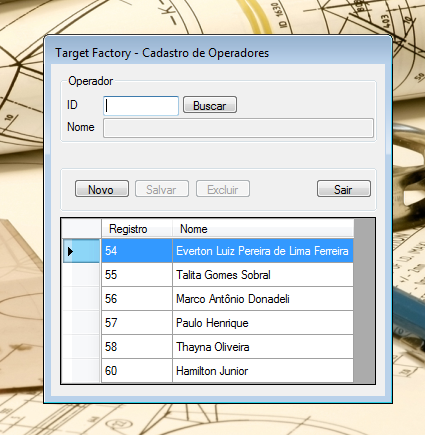 Target Factory - Cadastro de Operadores
Operador
ID Buscar
Nome
Novo Salvar Excluir Sair
Registro Nome
54 Everton Luiz Pereira de Lima Ferreira
55 Talita Gomes Sobral
56 Marco Antônio Donadeli
57 Paulo Henrique
58 Thayna Oliveira
60 Hamilton Junior